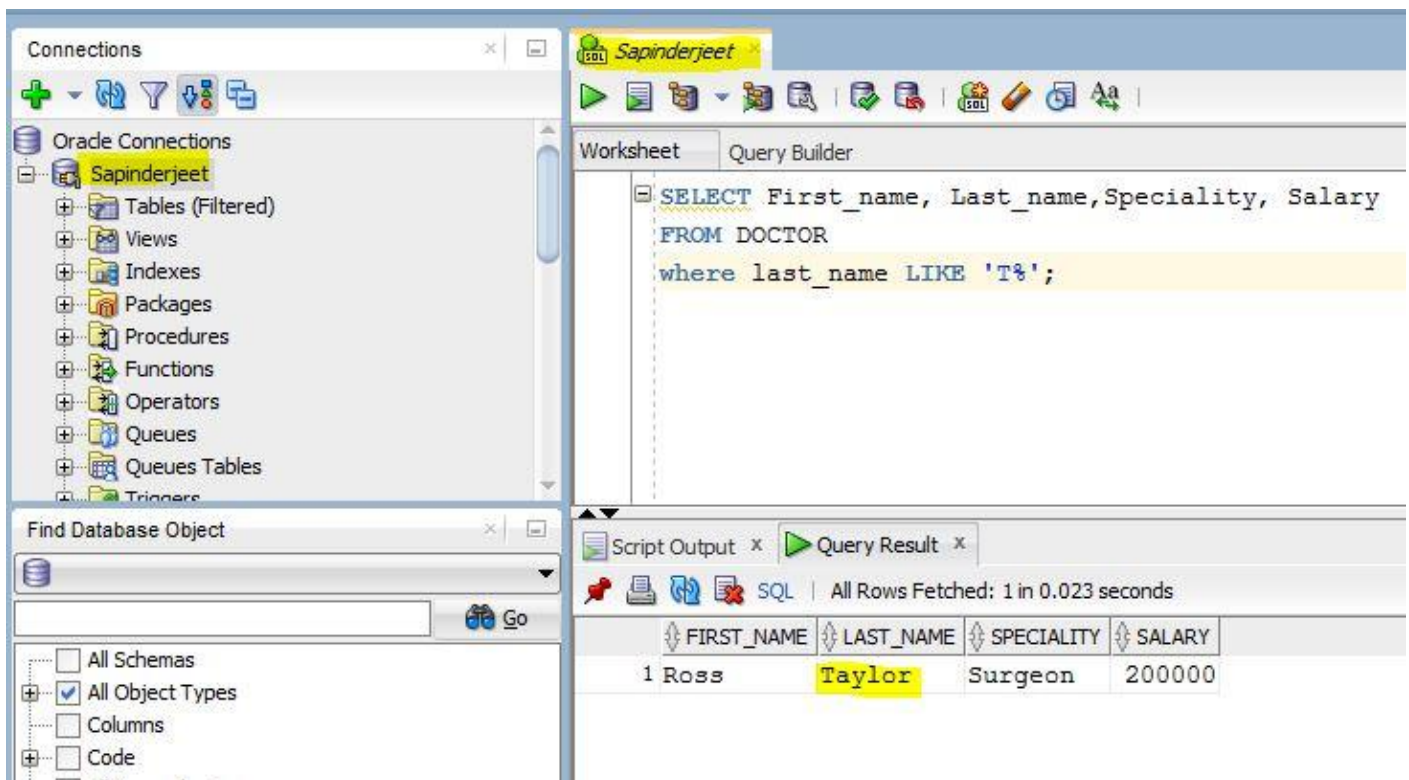 Connections
Oracle Connections
Sapinderjeet
Tables (Filtered)
Views
Indexes
Packages
Procedures
Functions
Operators
Queues
Queues Tables
Triggers
Find Database Object
Go
All Schemas
All Object Types
Columns
Code
Sapinderjeet
Worksheet Query Builder
SELECT First_name, Last_name,Speciality, Salary
FROM DOCTOR
where last_name LIKE 'T%';
Script Output x Query Result x
SQL | All Rows Fetched: 1 in 0.023 seconds
FIRST_NAME LAST_NAME SPECIALITY SALARY
1 Ross Taylor Surgeon 200000